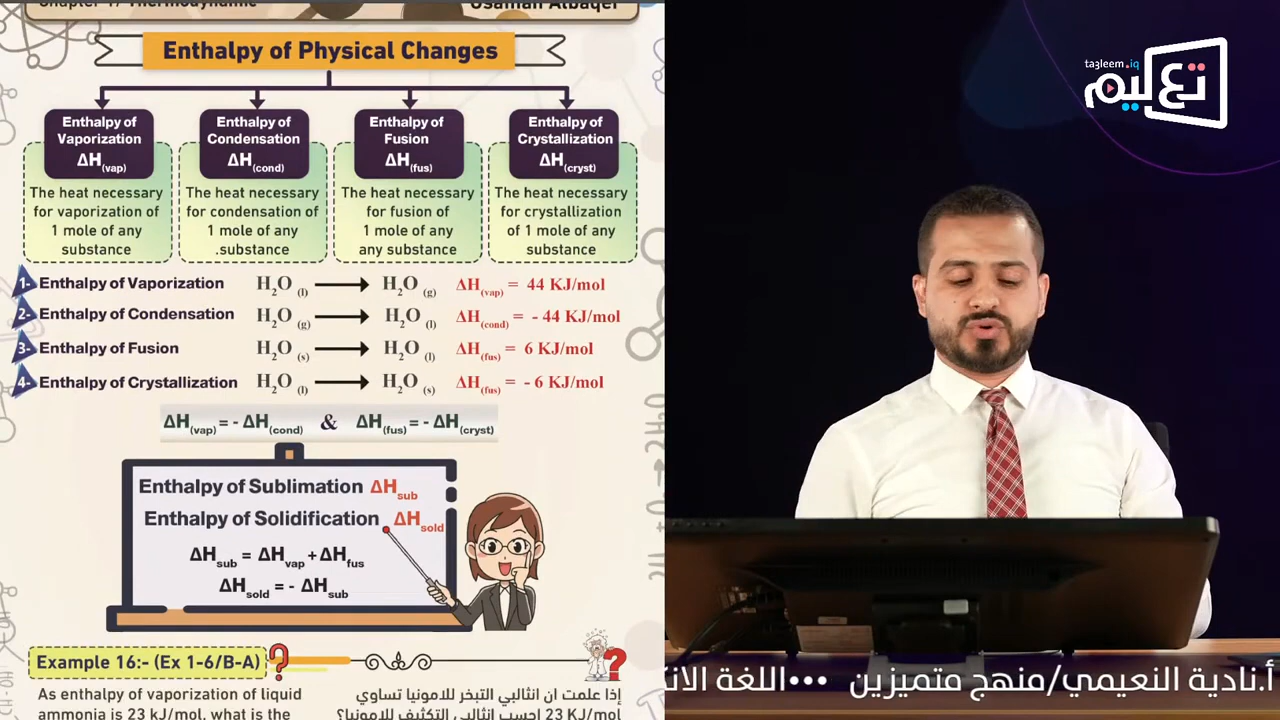 Chapter 1/ Thermodynamic
Osamah Albaqer
Enthalpy of Physical Changes
Enthalpy of
Vaporization
ΔH(vap)
The heat necessary
for vaporization of
1 mole of any
substance
Enthalpy of
Condensation
ΔH(cond)
The heat necessary
for condensation of
1 mole of any
.substance
Enthalpy of
Fusion
ΔH(fus)
The heat necessary
for fusion of
1 mole of any
any substance
Enthalpy of
Crystallization
ΔH(cryst)
The heat necessary
for crystallization
of 1 mole of any
substance
1- Enthalpy of Vaporization H2O (l) → H2O (g) ΔH(vap) = 44 KJ/mol
2- Enthalpy of Condensation H2O (g) → H2O (l) ΔH(cond) = - 44 KJ/mol
3- Enthalpy of Fusion H2O (s) → H2O (l) ΔH(fus) = 6 KJ/mol
4- Enthalpy of Crystallization H2O (l) → H2O (s) ΔH(fus) = - 6 KJ/mol
ΔH(vap) = - ΔH(cond) & ΔH(fus) = - ΔH(cryst)
Enthalpy of Sublimation ΔHsub
Enthalpy of Solidification ΔHsold
ΔHsub = ΔHvap + ΔHfus
ΔHsold = - ΔHsub
Example 16:- (Ex 1-6/B-A)
As enthalpy of vaporization of liquid
ammonia is 23 kJ/mol, what is the
إذا علمت ان انثالبي التبخر للامونيا تساوي
23 KJ/mol احسب انثالبي التكثيف للامونيا؟
ta3leem.iq
تعليم
أ.نادية النعيمي/منهج متميزين •••اللغة الانك